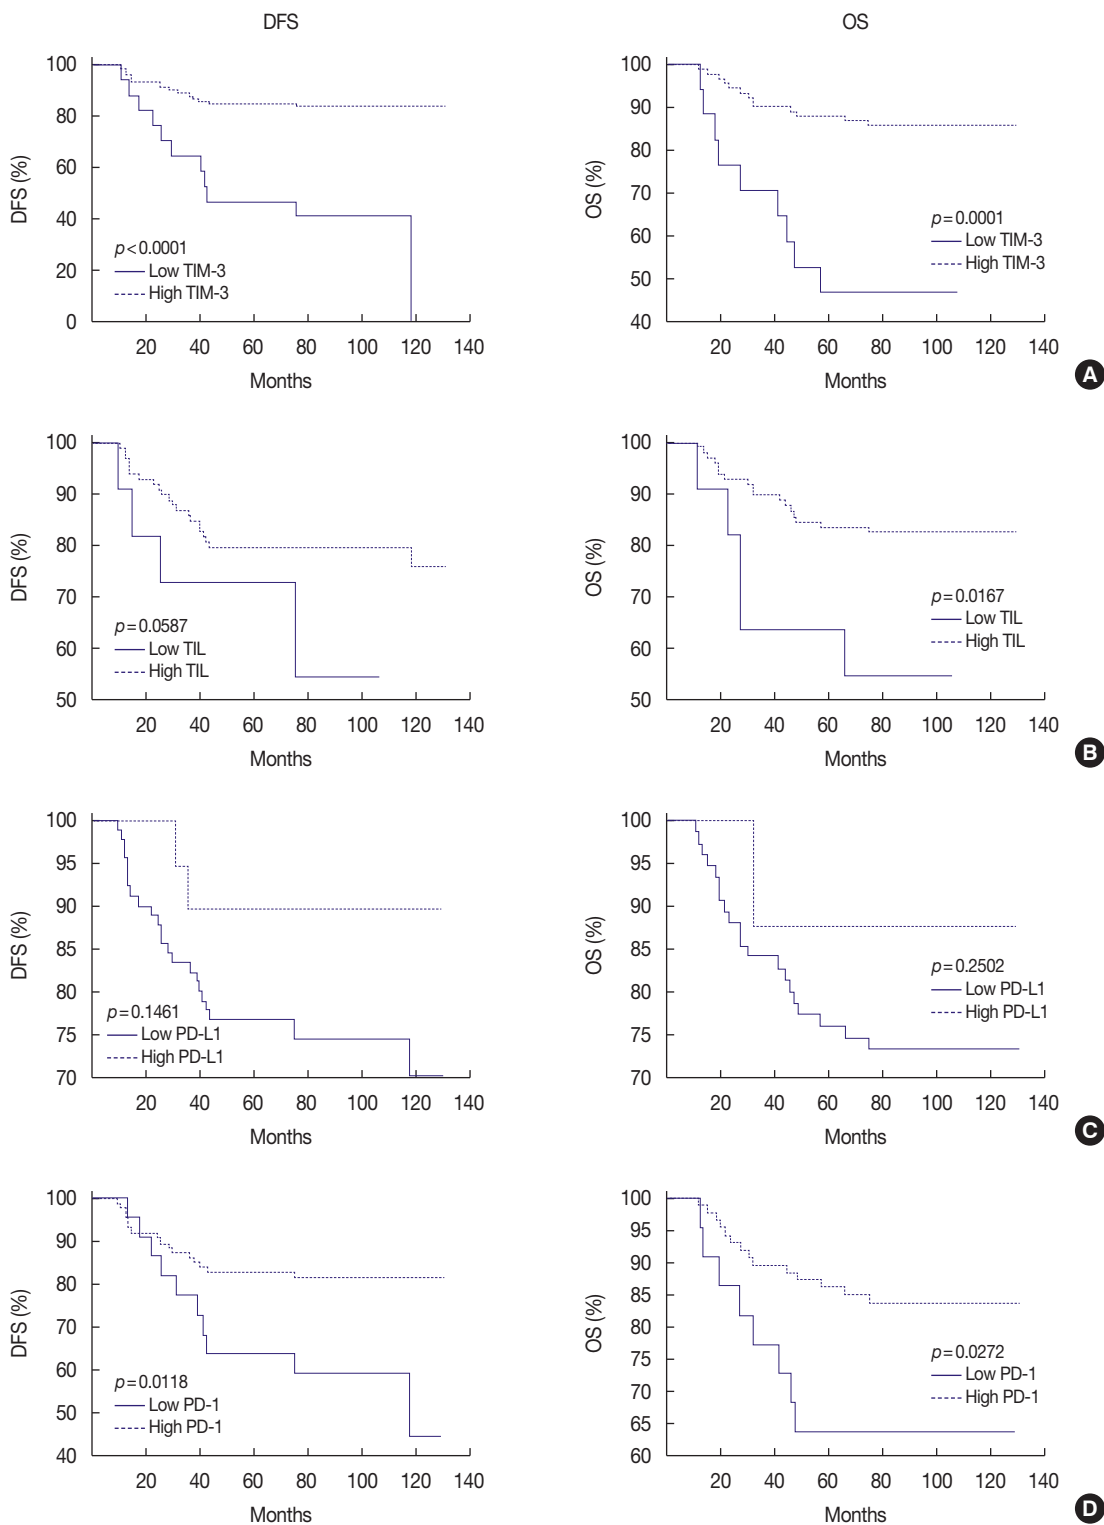 DFS
OS
100
80
60
40
20
0
DFS (%)
p<0.0001
Low TIM-3
High TIM-3
20 40 60 80 100 120 140
Months
100
90
80
70
60
50
40
OS (%)
p=0.0001
Low TIM-3
High TIM-3
20 40 60 80 100 120 140
Months
A
100
90
80
70
60
50
DFS (%)
p=0.0587
Low TIL
High TIL
20 40 60 80 100 120 140
Months
100
90
80
70
60
50
OS (%)
p=0.0167
Low TIL
High TIL
20 40 60 80 100 120 140
Months
B
100
95
90
85
80
75
70
DFS (%)
p=0.1461
Low PD-L1
High PD-L1
20 40 60 80 100 120 140
Months
100
95
90
85
80
75
70
OS (%)
p=0.2502
Low PD-L1
High PD-L1
20 40 60 80 100 120 140
Months
C
100
90
80
70
60
50
40
DFS (%)
p=0.0118
Low PD-1
High PD-1
20 40 60 80 100 120 140
Months
100
95
90
85
80
75
70
65
60
OS (%)
p=0.0272
Low PD-1
High PD-1
20 40 60 80 100 120 140
Months
D